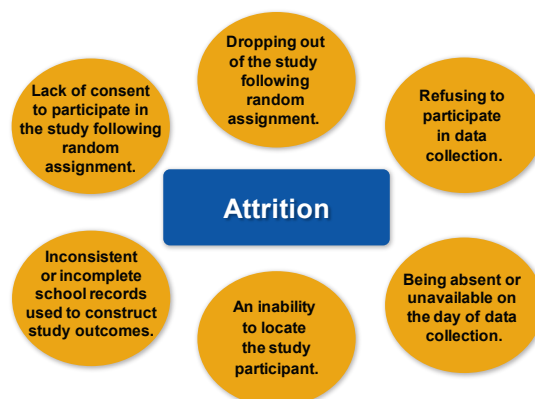 Dropping out
of the study
following
random
assignment.
Lack of consent
to participate in
the study following
random
assignment.
Refusing to
participate
in data
collection.
Attrition
Inconsistent
or incomplete
school records
used to construct
study outcomes.
An inability
to locate
the study
participant.
Being absent or
unavailable on
the day of data
collection.